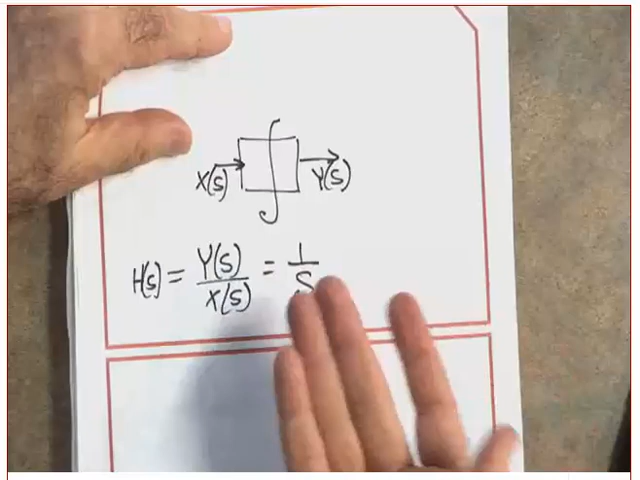 ∫
X(s) Y(s)
H(s) = Y(s)/X(s) = 1/s